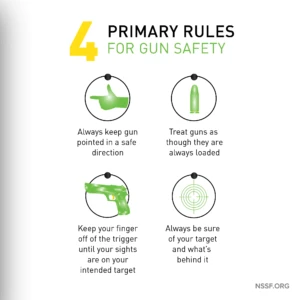 4 PRIMARY RULES
FOR GUN SAFETY
Always keep gun
pointed in a safe
direction
Treat guns as
though they are
always loaded
Keep your finger
off of the trigger
until your sights
are on your
intended target
Always be sure
of your target
and what's
behind it
NSSF.ORG